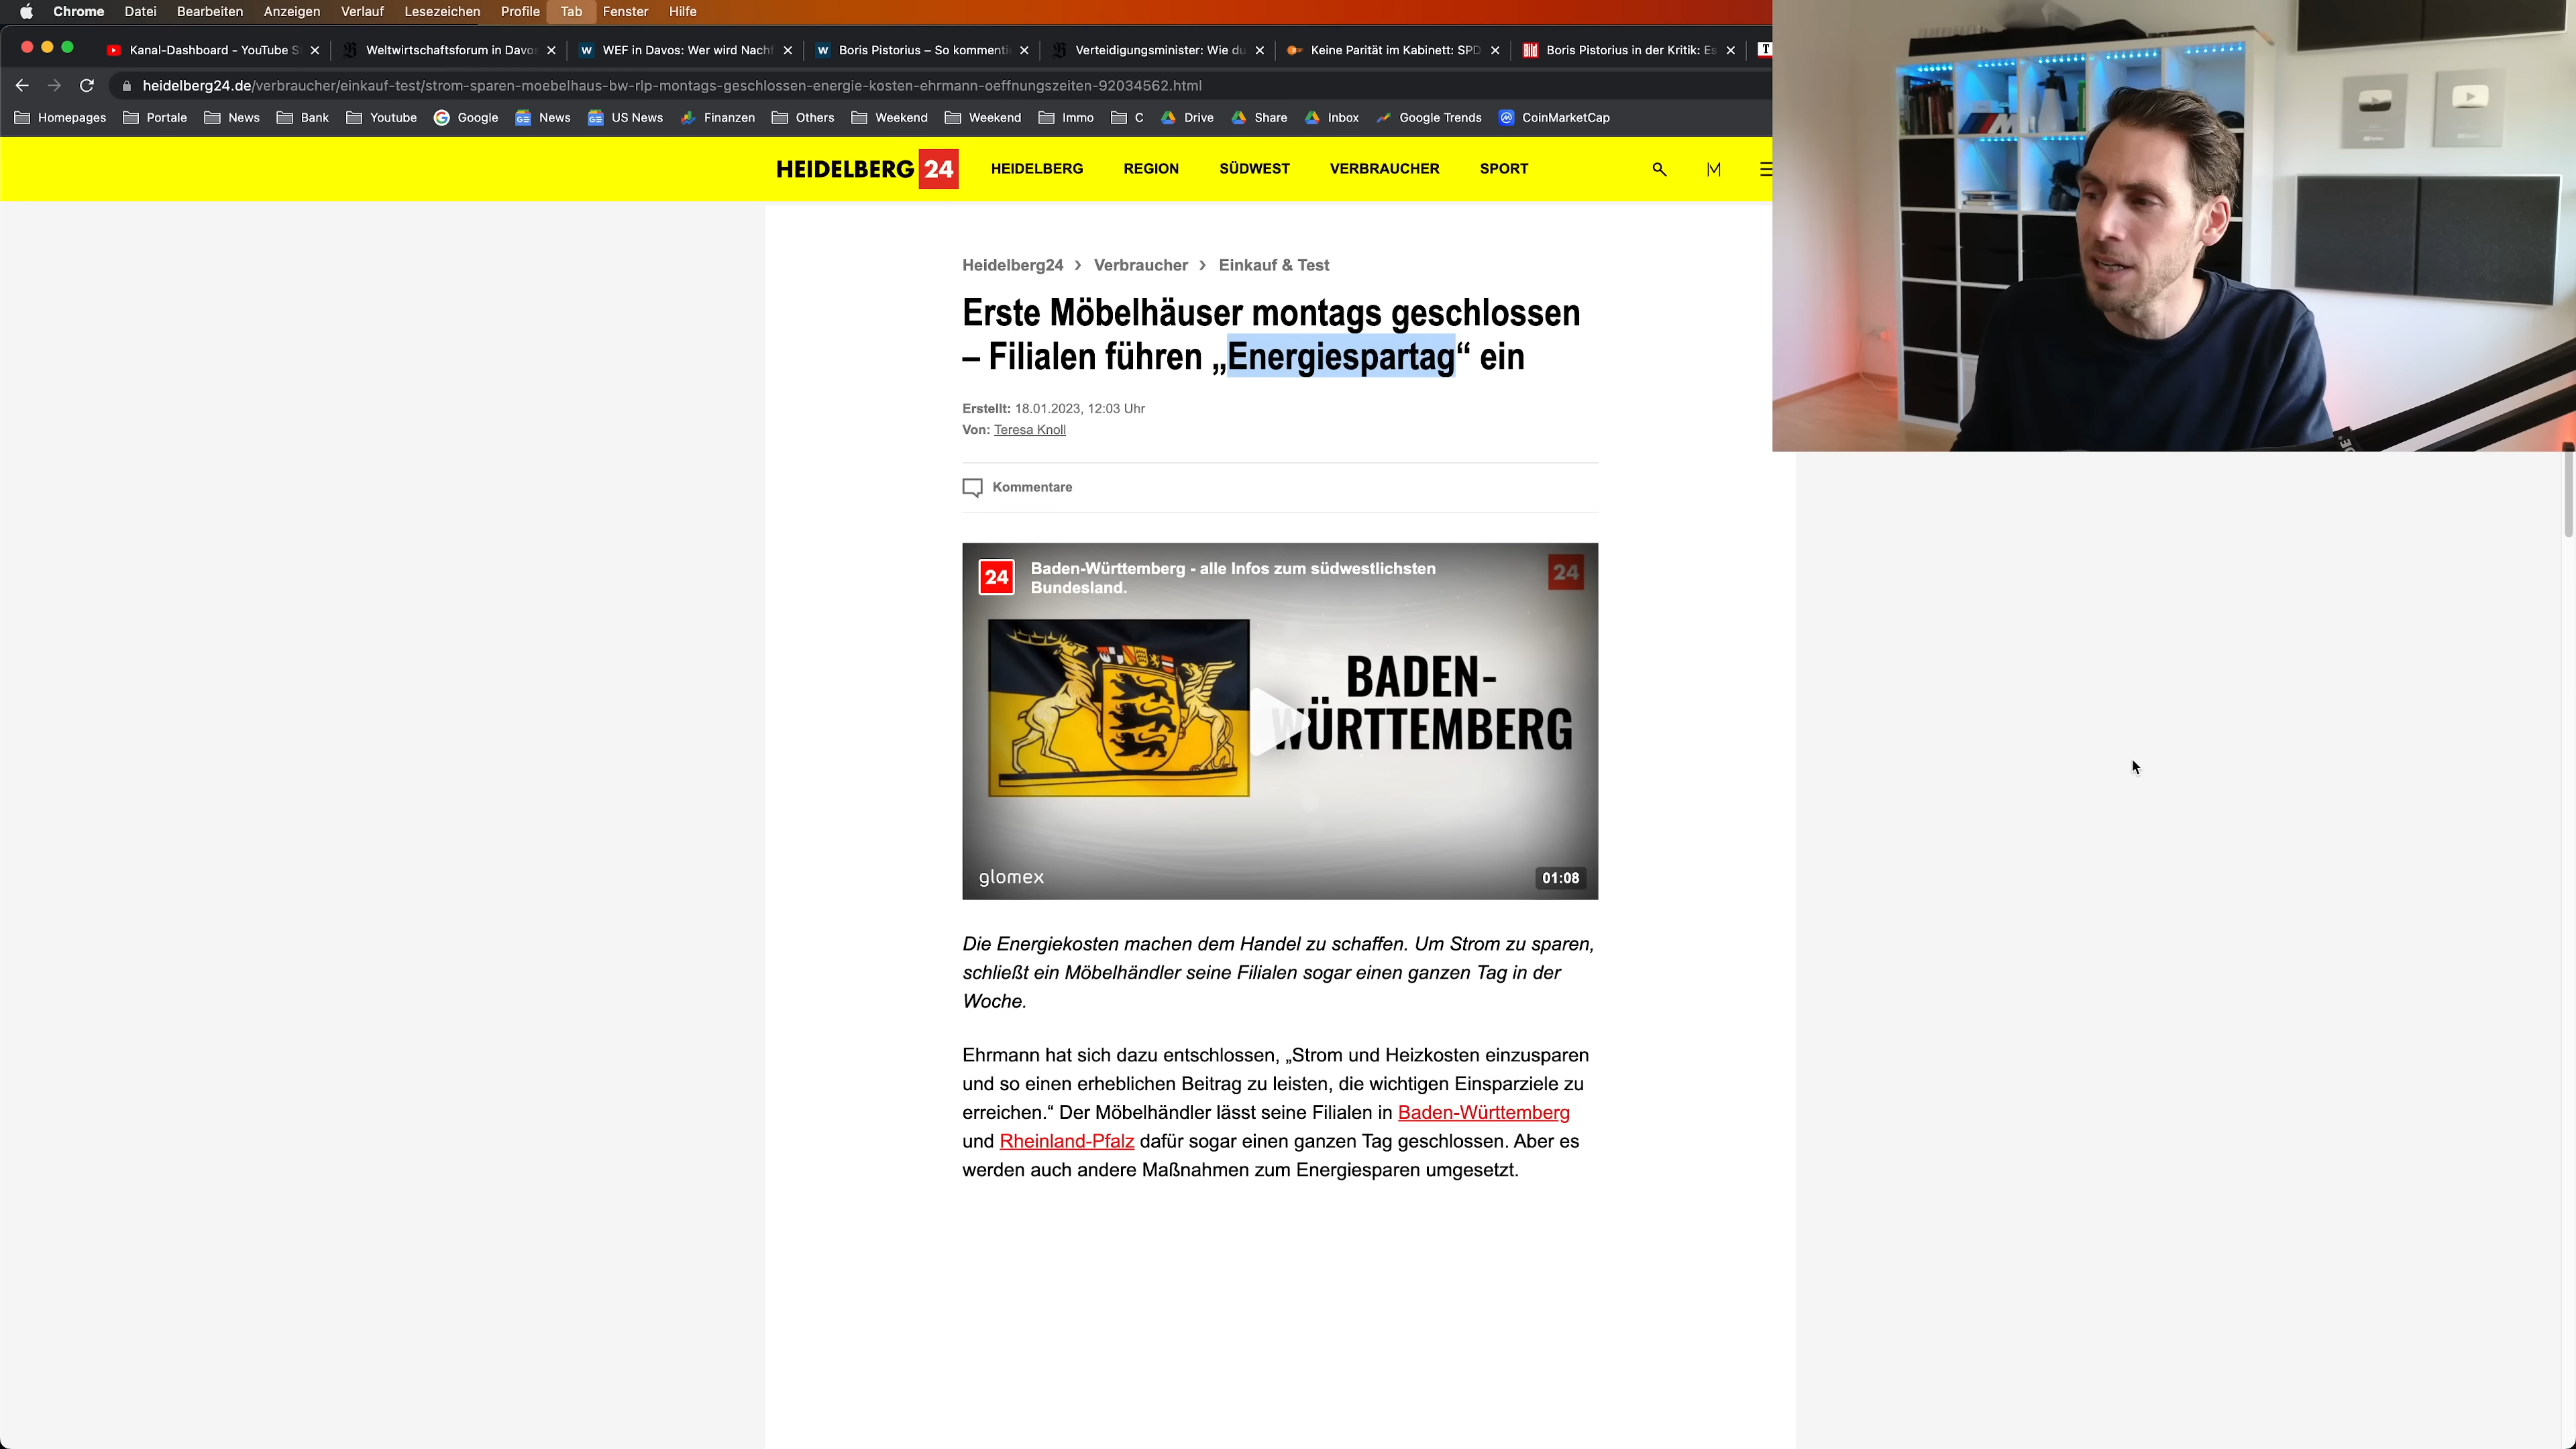 Chrome Datei Bearbeiten Anzeigen Verlauf Lesezeichen Profile Tab Fenster Hilfe
Kanal-Dashboard - YouTube S Weltwirtschaftsforum in Davos WEF in Davos: Wer wird Nachf Boris Pistorius – So kommenti Verteidigungsminister: Wie du Keine Parität im Kabinett: SPD Bild Boris Pistorius in der Kritik: Es T
heidelberg24.de/verbraucher/einkauf-test/strom-sparen-moebelhaus-bw-rlp-montags-geschlossen-energie-kosten-ehrmann-oeffnungszeiten-92034562.html
Homepages Portale News Bank Youtube Google News US News Finanzen Others Weekend Weekend Immo C Drive Share Inbox Google Trends CoinMarketCap
HEIDELBERG 24 HEIDELBERG REGION SÜDWEST VERBRAUCHER SPORT M
Heidelberg24 > Verbraucher > Einkauf & Test
Erste Möbelhäuser montags geschlossen
– Filialen führen „Energiespartag“ ein
Erstellt: 18.01.2023, 12:03 Uhr
Von: Teresa Knoll
Kommentare
24 Baden-Württemberg - alle Infos zum südwestlichsten
Bundesland.
24
BADEN-
WÜRTTEMBERG
glomex
01:08
Die Energiekosten machen dem Handel zu schaffen. Um Strom zu sparen,
schließt ein Möbelhändler seine Filialen sogar einen ganzen Tag in der
Woche.
Ehrmann hat sich dazu entschlossen, „Strom und Heizkosten einzusparen
und so einen erheblichen Beitrag zu leisten, die wichtigen Einsparziele zu
erreichen.“ Der Möbelhändler lässt seine Filialen in Baden-Württemberg
und Rheinland-Pfalz dafür sogar einen ganzen Tag geschlossen. Aber es
werden auch andere Maßnahmen zum Energiesparen umgesetzt.